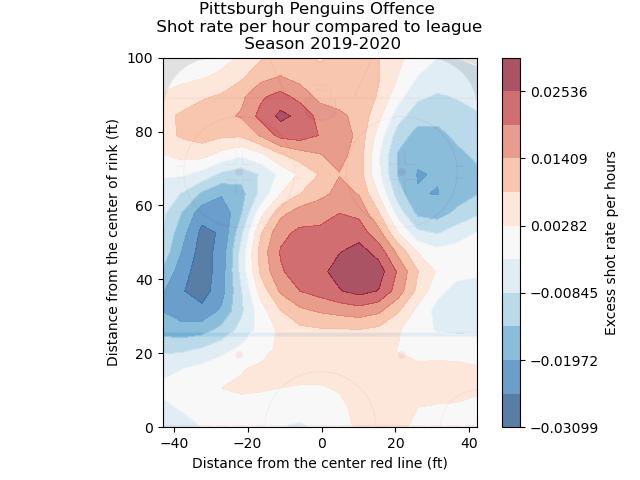 Pittsburgh Penguins Offence
Shot rate per hour compared to league
Season 2019-2020
100
80
60
40
20
0
Distance from the center of rink (ft)
−40
−20
0
20
40
Distance from the center red line (ft)
0.02536
0.01409
0.00282
−0.00845
−0.01972
−0.03099
Excess shot rate per hours